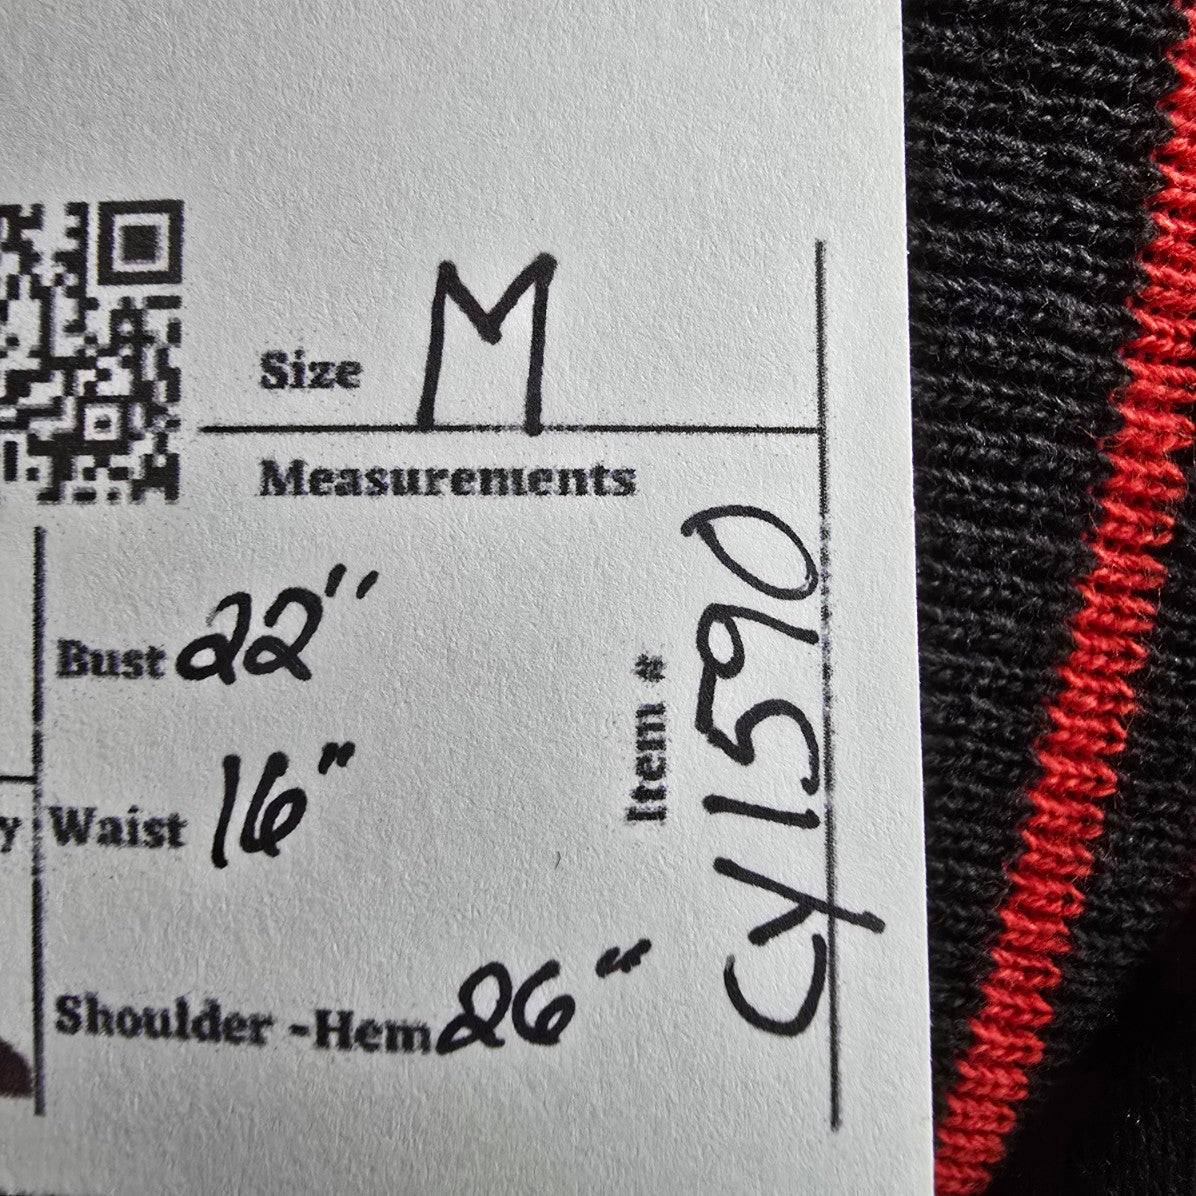 Size M
Measurements
Bust 22"
Waist 16"
Shoulder -Hem 26"
Item # CY1590
y